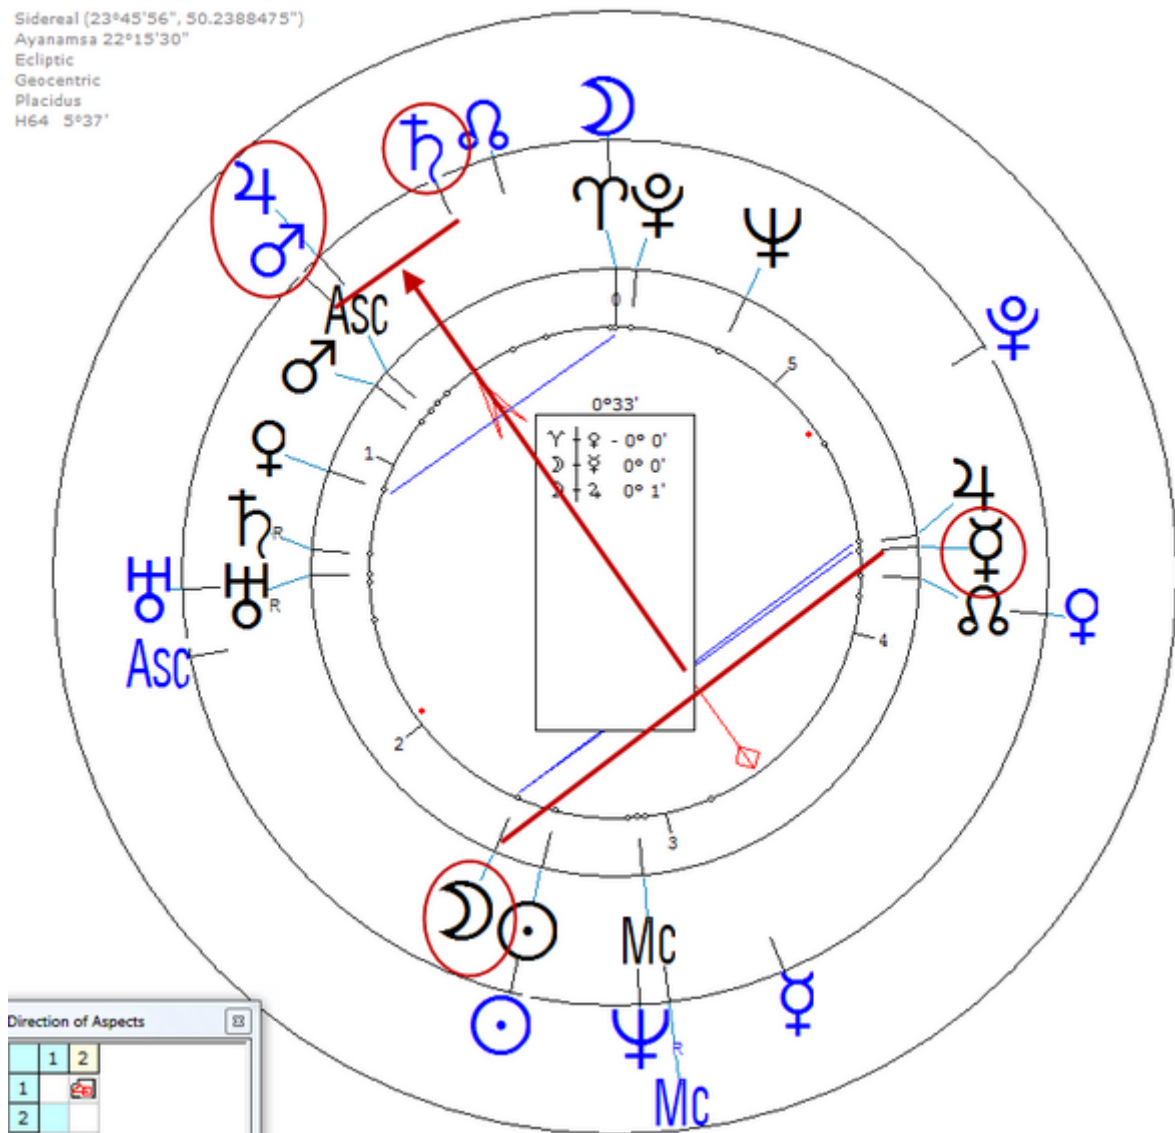 Sidereal (23°45'56", 50.2388475")
Ayanamsa 22°15'30"
Ecliptic
Geocentric
Placidus
H64 5°37'
♄ ☊ ☽
♃
♂
♈ ♇ ♆
Asc
♂
♇
0
5
0°33'
♈ ♀ - 0° 0'
☽ ☿ 0° 0'
☽ ♃ 0° 1'
♀
1
♄ R
♃
☿
♅ ♅ R
☊ ♀
Asc
4
2
3
☽ ☉
Mc
☉ ♆ ☿
R
Mc
Direction of Aspects
1 2
1
2